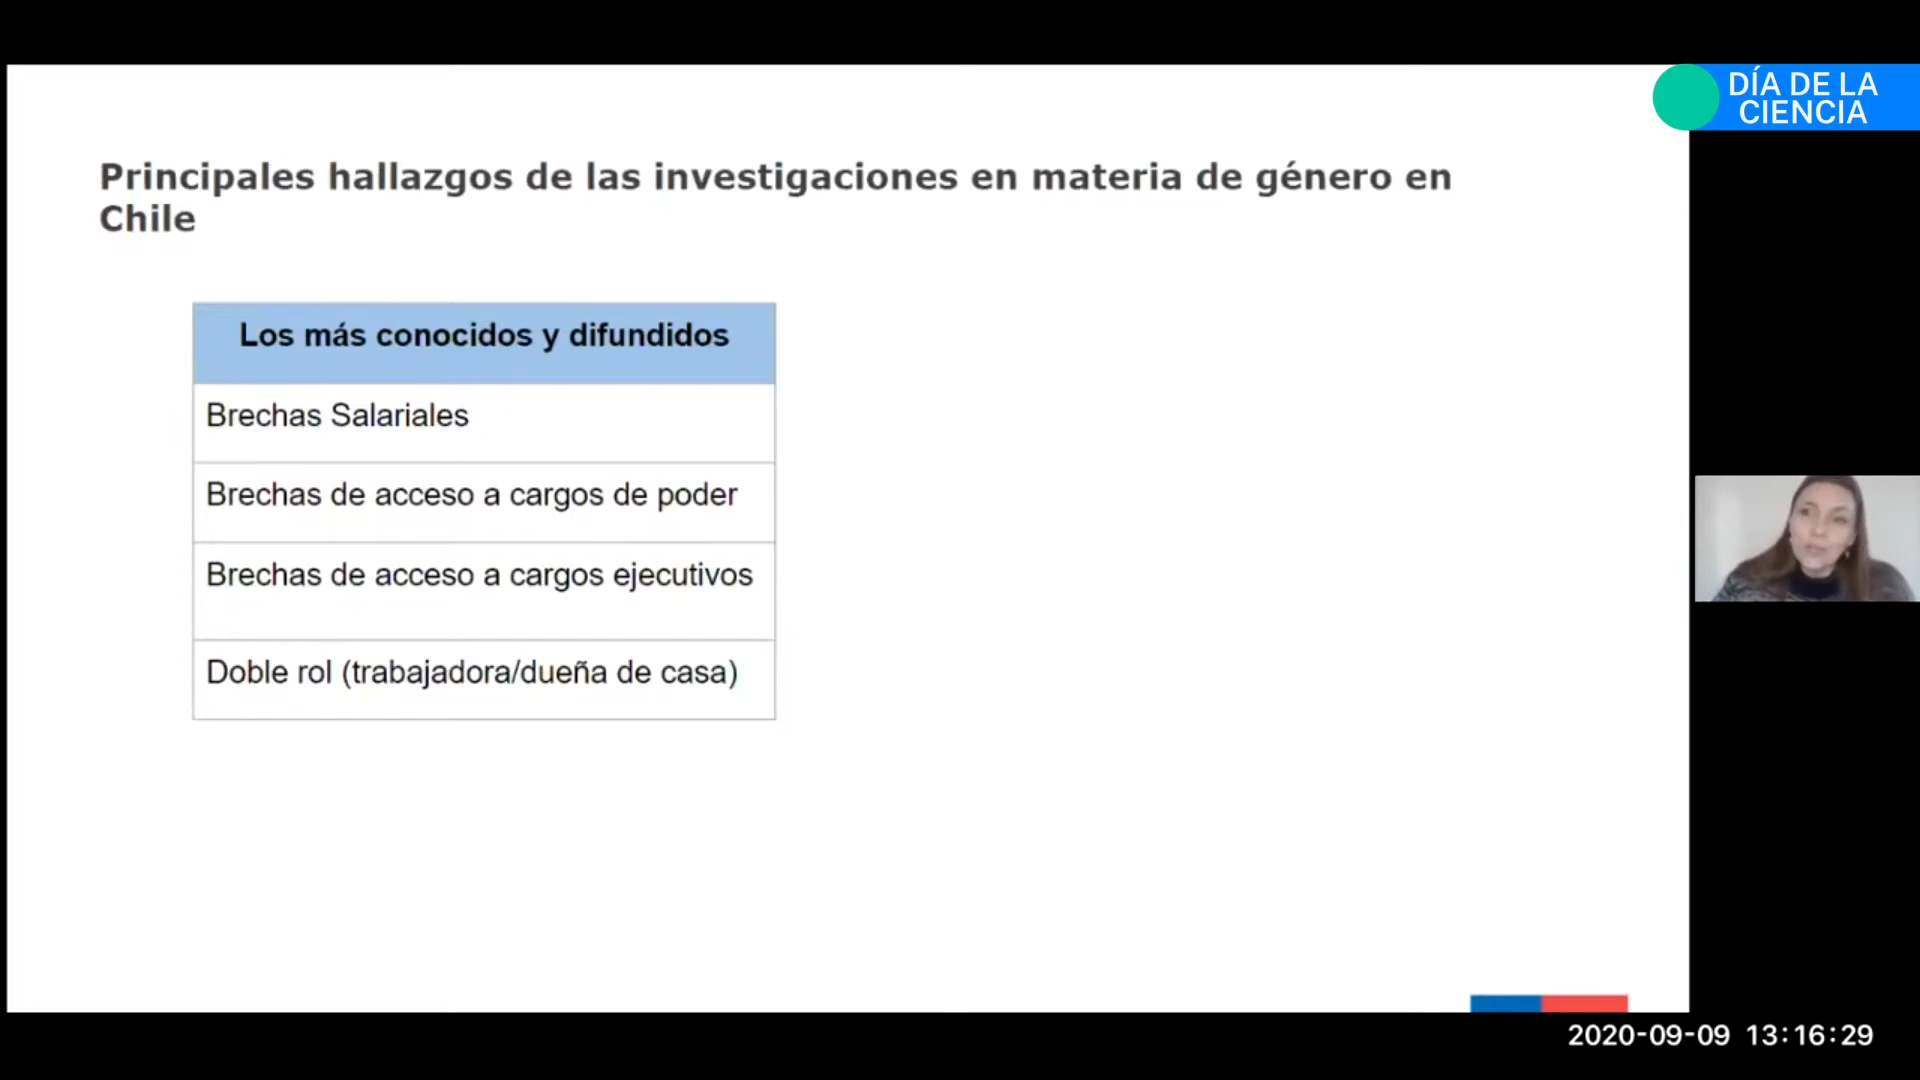 DÍA DE LA
CIENCIA
Principales hallazgos de las investigaciones en materia de género en
Chile
Los más conocidos y difundidos
Brechas Salariales
Brechas de acceso a cargos de poder
Brechas de acceso a cargos ejecutivos
Doble rol (trabajadora/dueña de casa)
2020-09-09 13:16:29